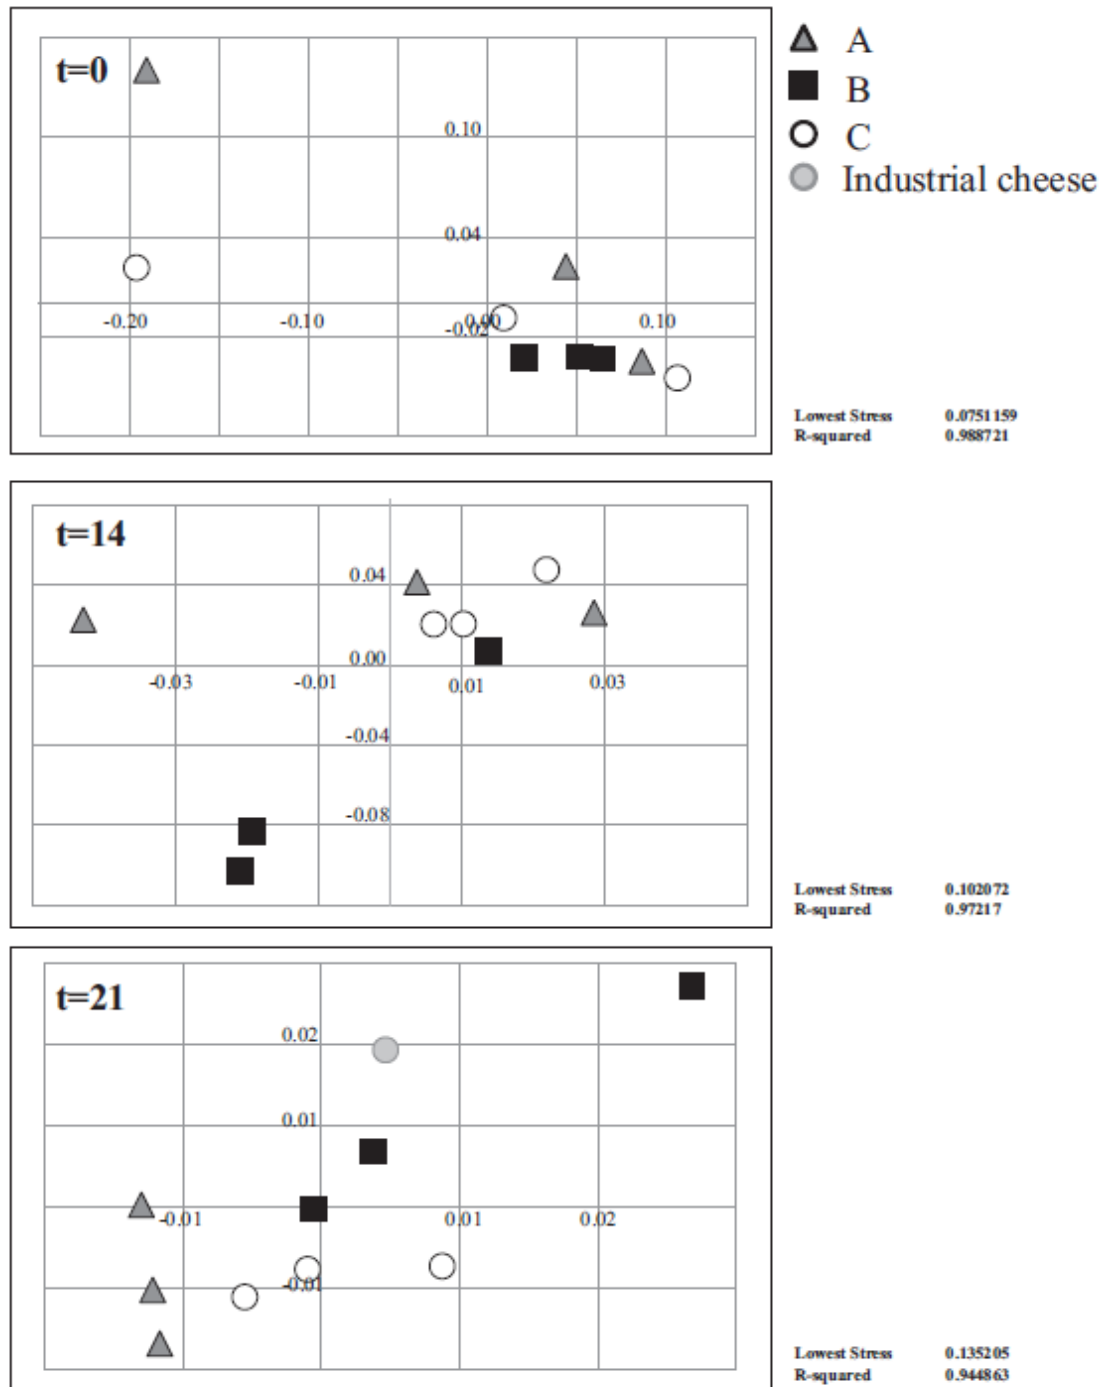 t=0
A
B
C
Industrial cheese
0.10
0.04
-0.20 -0.10 0.00 0.10
-0.02
Lowest Stress 0.0751159
R-squared 0.988721
t=14
0.04
0.00
-0.03 -0.01 0.01 0.03
-0.04
-0.08
Lowest Stress 0.102072
R-squared 0.97217
t=21
0.02
0.01
-0.01 0.01 0.02
-0.01
Lowest Stress 0.135205
R-squared 0.944863